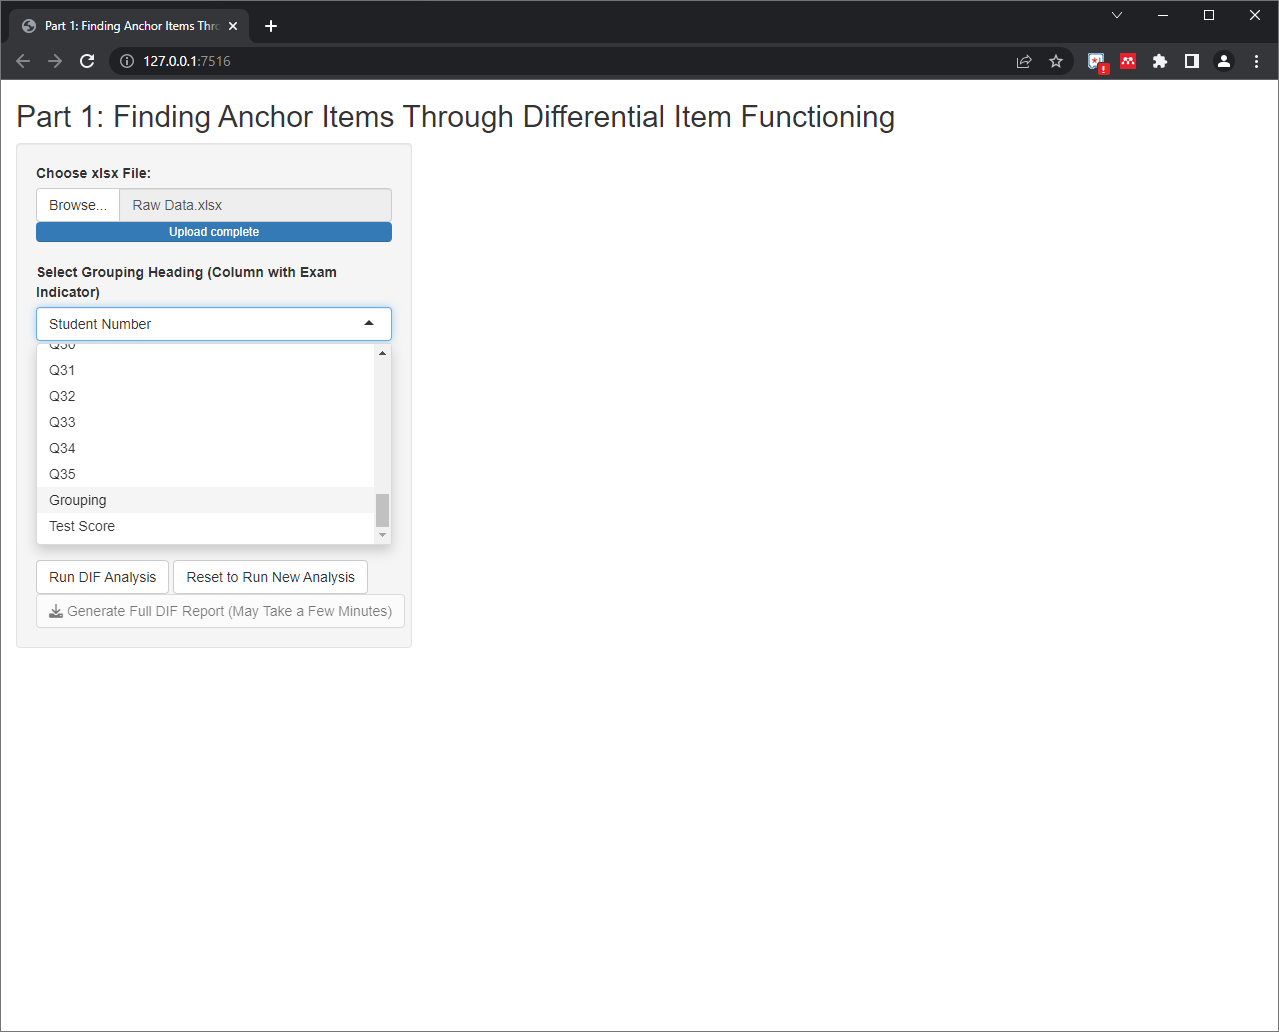 Part 1: Finding Anchor Items Thro
127.0.0.1:7516
Part 1: Finding Anchor Items Through Differential Item Functioning
Choose xlsx File:
Browse... Raw Data.xlsx
Upload complete
Select Grouping Heading (Column with Exam
Indicator)
Student Number
Q30
Q31
Q32
Q33
Q34
Q35
Grouping
Test Score
Run DIF Analysis Reset to Run New Analysis
Generate Full DIF Report (May Take a Few Minutes)